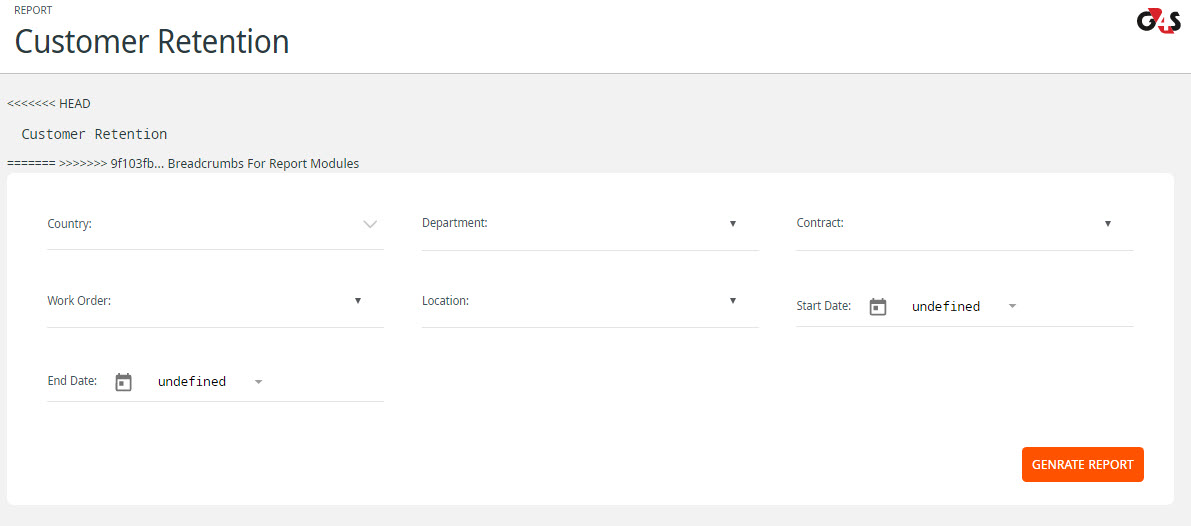 REPORT
Customer Retention
G4S
<<<<<<< HEAD
Customer Retention
======= >>>>>>> 9f103fb... Breadcrumbs For Report Modules
Country:
Department:
Contract:
Work Order:
Location:
Start Date: undefined
End Date: undefined
GENRATE REPORT